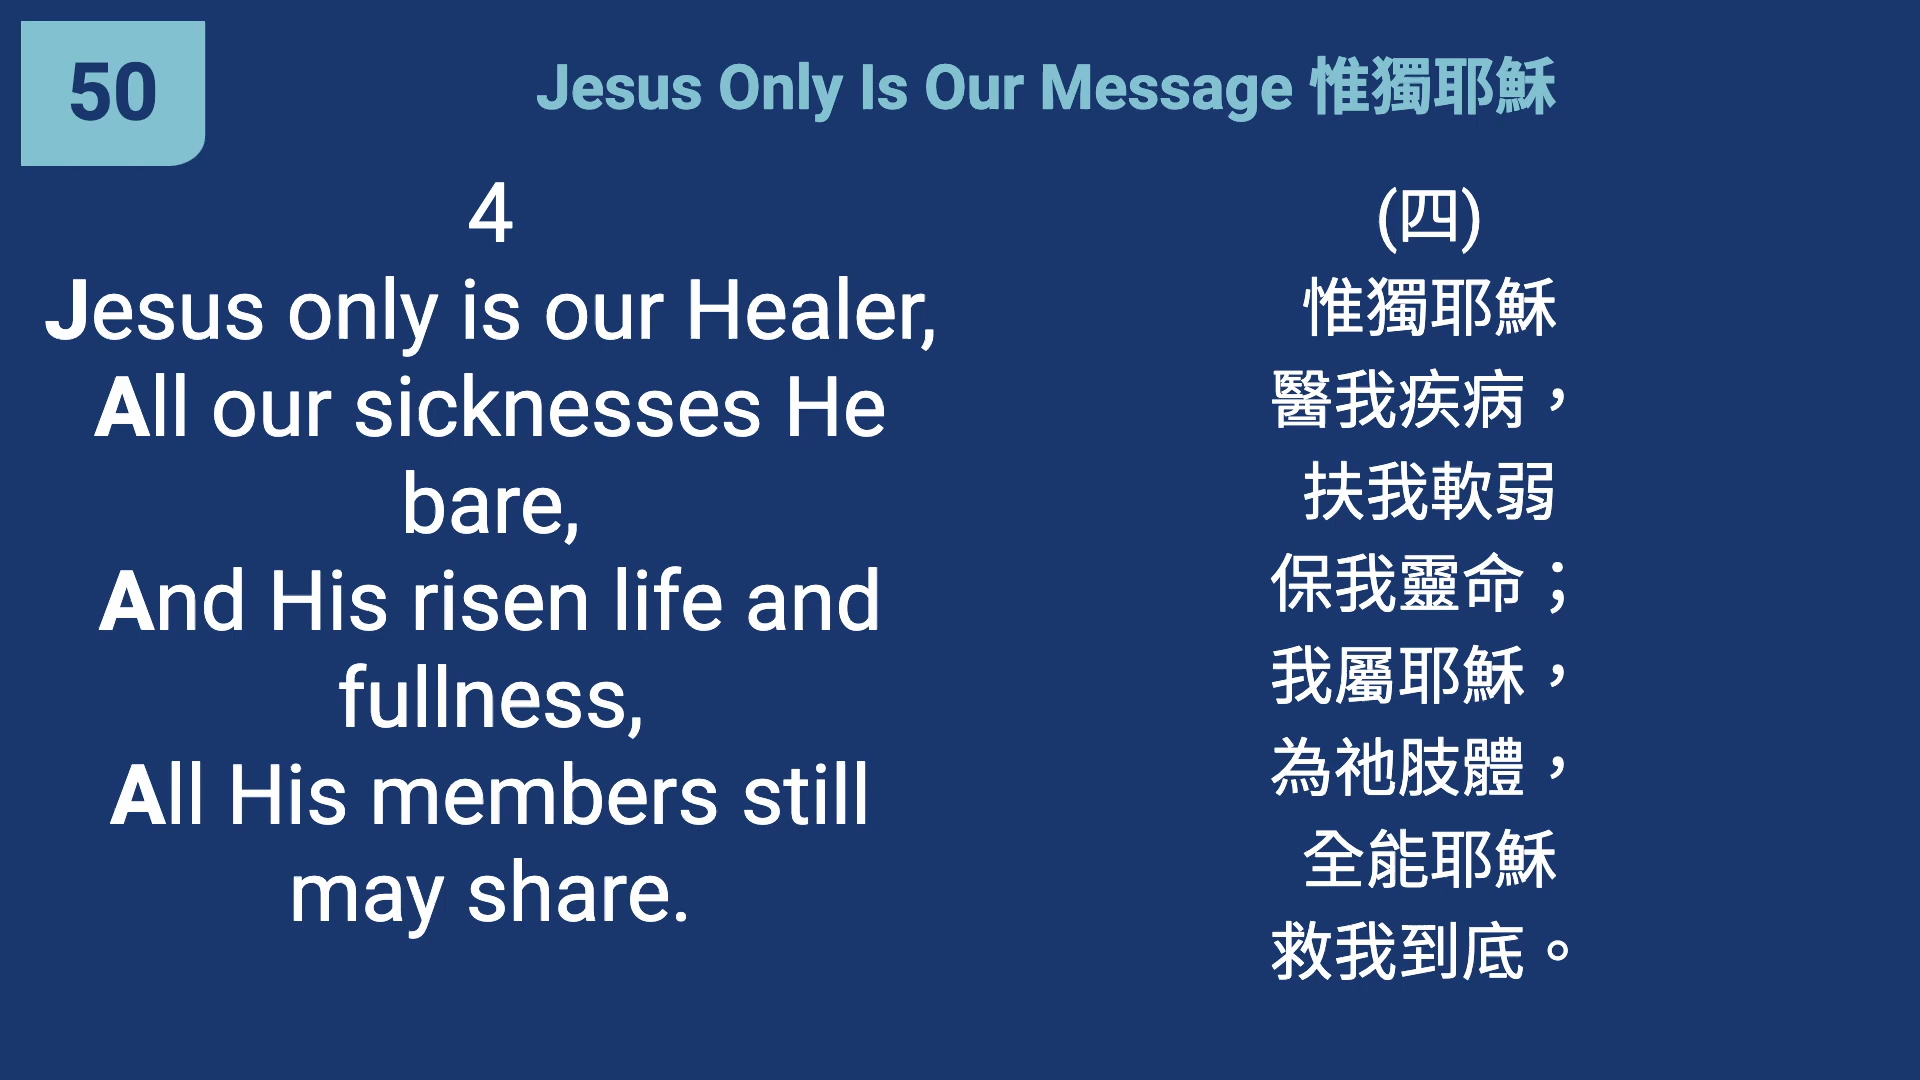 50
Jesus Only Is Our Message 惟獨耶穌
4
Jesus only is our Healer,
All our sicknesses He
bare,
And His risen life and
fullness,
All His members still
may share.
(四)
惟獨耶穌
醫我疾病，
扶我軟弱
保我靈命；
我屬耶穌，
為祂肢體，
全能耶穌
救我到底。